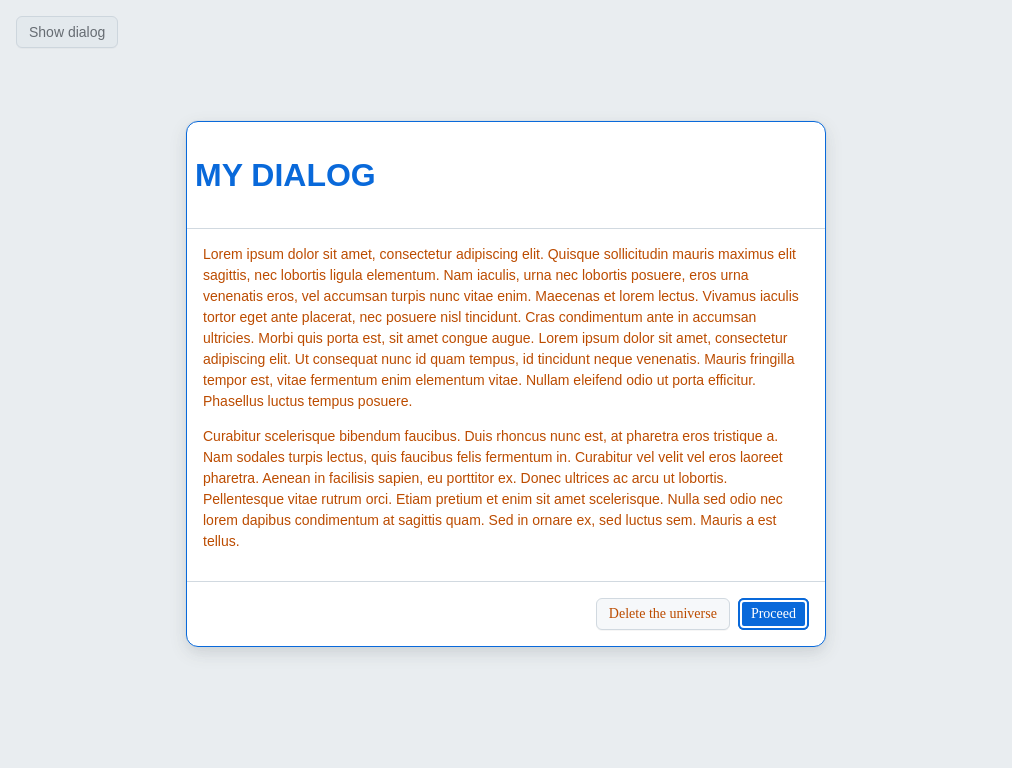 Show dialog
MY DIALOG
Lorem ipsum dolor sit amet, consectetur adipiscing elit. Quisque sollicitudin mauris maximus elit
sagittis, nec lobortis ligula elementum. Nam iaculis, urna nec lobortis posuere, eros urna
venenatis eros, vel accumsan turpis nunc vitae enim. Maecenas et lorem lectus. Vivamus iaculis
tortor eget ante placerat, nec posuere nisl tincidunt. Cras condimentum ante in accumsan
ultricies. Morbi quis porta est, sit amet congue augue. Lorem ipsum dolor sit amet, consectetur
adipiscing elit. Ut consequat nunc id quam tempus, id tincidunt neque venenatis. Mauris fringilla
tempor est, vitae fermentum enim elementum vitae. Nullam eleifend odio ut porta efficitur.
Phasellus luctus tempus posuere.
Curabitur scelerisque bibendum faucibus. Duis rhoncus nunc est, at pharetra eros tristique a.
Nam sodales turpis lectus, quis faucibus felis fermentum in. Curabitur vel velit vel eros laoreet
pharetra. Aenean in facilisis sapien, eu porttitor ex. Donec ultrices ac arcu ut lobortis.
Pellentesque vitae rutrum orci. Etiam pretium et enim sit amet scelerisque. Nulla sed odio nec
lorem dapibus condimentum at sagittis quam. Sed in ornare ex, sed luctus sem. Mauris a est
tellus.
Delete the universe
Proceed